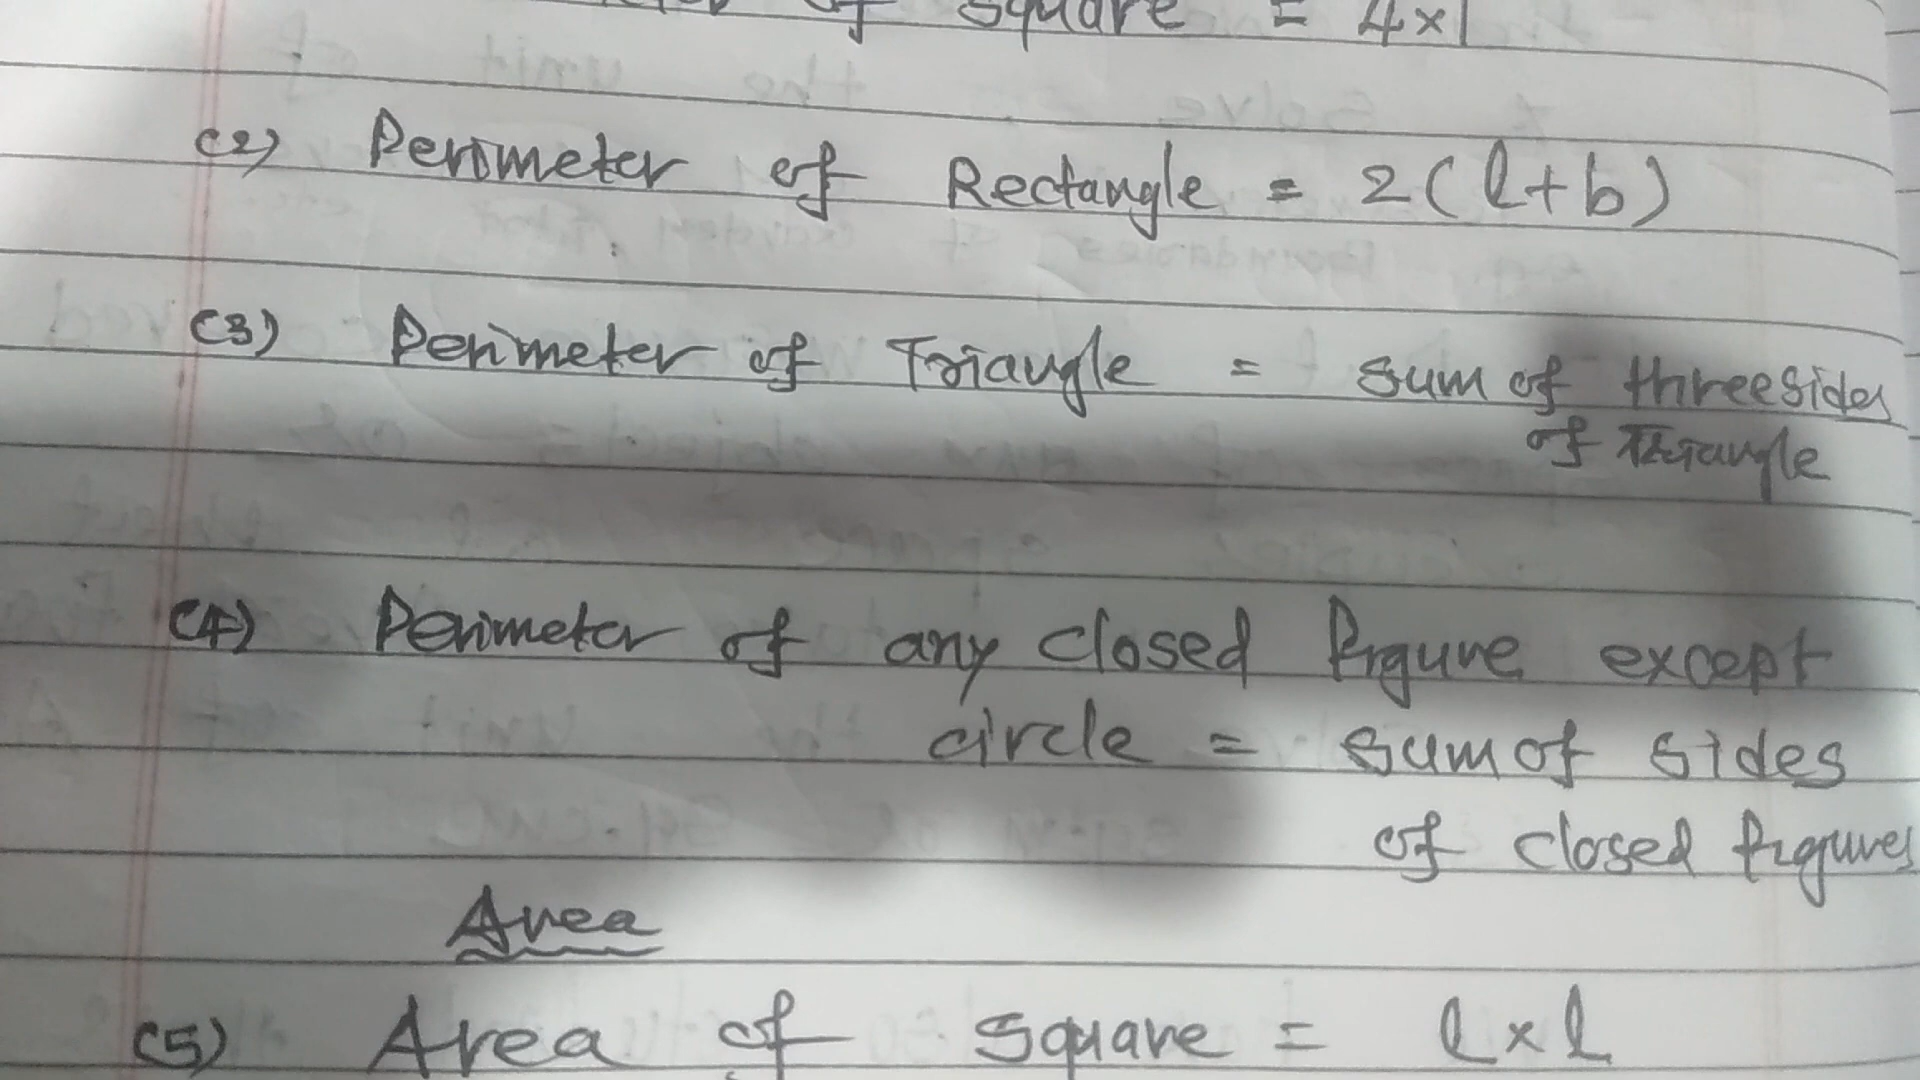 of square = 4×l
(2) Perimeter of Rectangle = 2(l+b)
(3) Perimeter of Triangle = sum of three sides
of Triangle
(4) Perimeter of any closed figure except
circle = sum of sides
of closed figures
Area
(5) Area of square = l×l